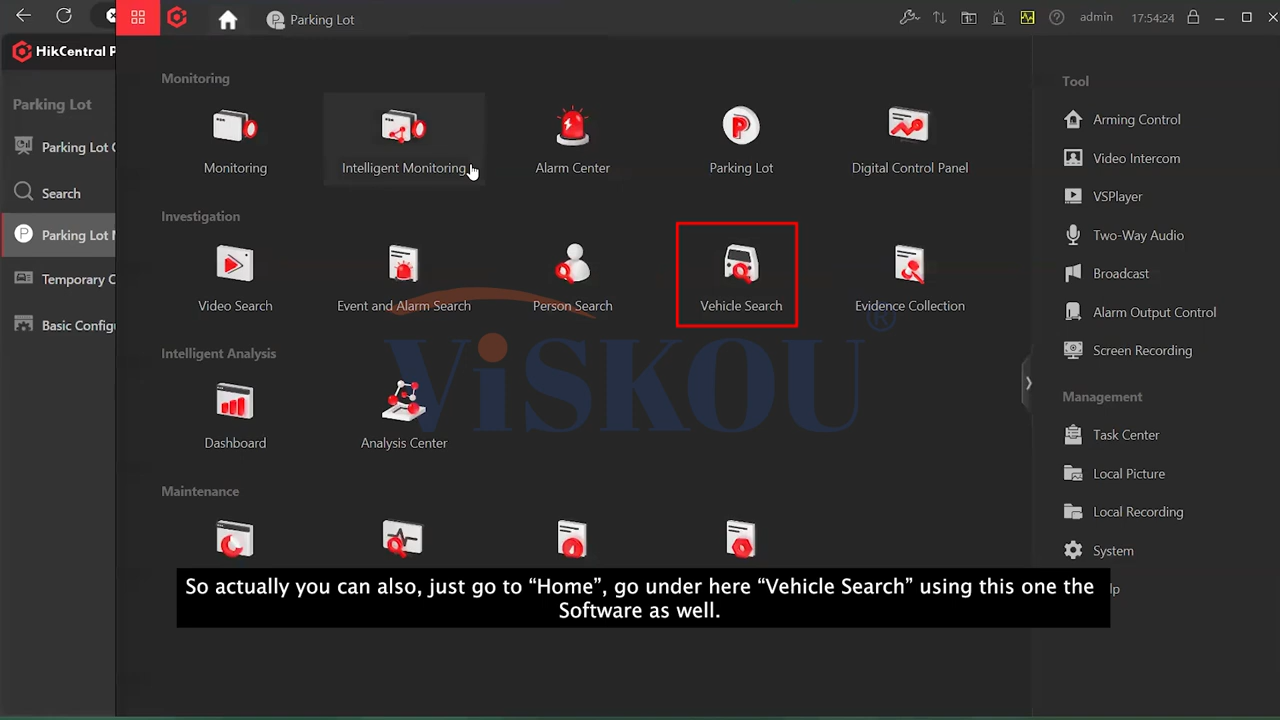 Parking Lot
admin
17:54:24
HikCentral P
Parking Lot
Parking Lot
Search
Parking Lot
Temporary
Basic Config
Monitoring
Monitoring
Intelligent Monitoring
Alarm Center
Parking Lot
Digital Control Panel
Investigation
Video Search
Event and Alarm Search
Person Search
Vehicle Search
Evidence Collection
ViSKOU®
Intelligent Analysis
Dashboard
Analysis Center
Maintenance
Tool
Arming Control
Video Intercom
VSPlayer
Two-Way Audio
Broadcast
Alarm Output Control
Screen Recording
Management
Task Center
Local Picture
Local Recording
System
So actually you can also, just go to “Home”, go under here “Vehicle Search” using this one the
Software as well.